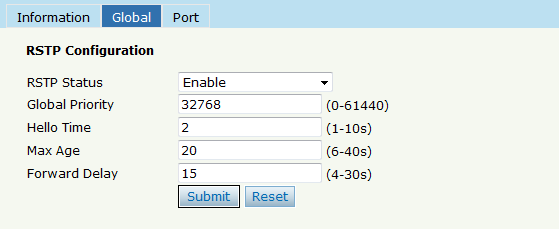 Information Global Port
RSTP Configuration
RSTP Status Enable
Global Priority 32768 (0-61440)
Hello Time 2 (1-10s)
Max Age 20 (6-40s)
Forward Delay 15 (4-30s)
Submit Reset